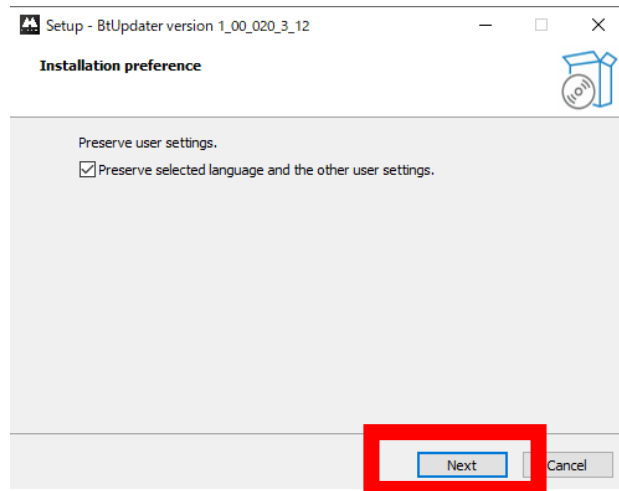 Setup - BtUpdater version 1_00_020_3_12
Installation preference
Preserve user settings.
Preserve selected language and the other user settings.
Next
Cancel